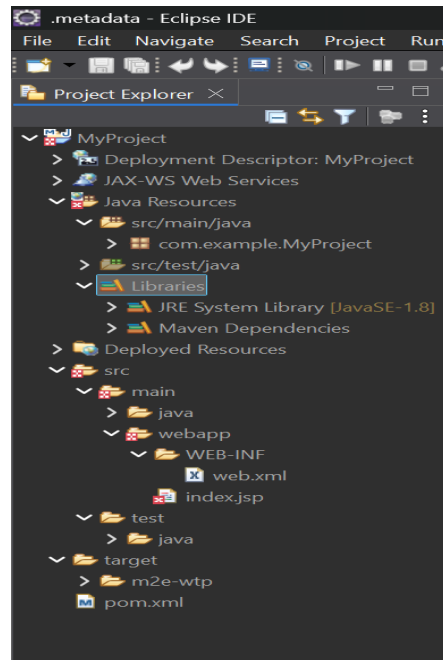 .metadata - Eclipse IDE
File Edit Navigate Search Project Run
Project Explorer
MyProject
Deployment Descriptor: MyProject
JAX-WS Web Services
Java Resources
src/main/java
com.example.MyProject
src/test/java
Libraries
JRE System Library [JavaSE-1.8]
Maven Dependencies
Deployed Resources
src
main
java
webapp
WEB-INF
web.xml
index.jsp
test
java
target
m2e-wtp
pom.xml